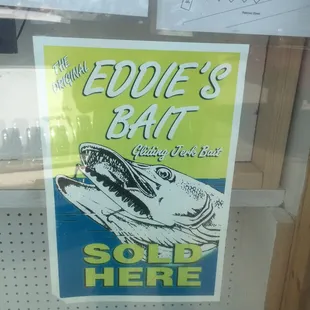 THE
ORIGINAL
EDDIE'S
BAIT
Gliding Jerk Bait
SOLD
HERE